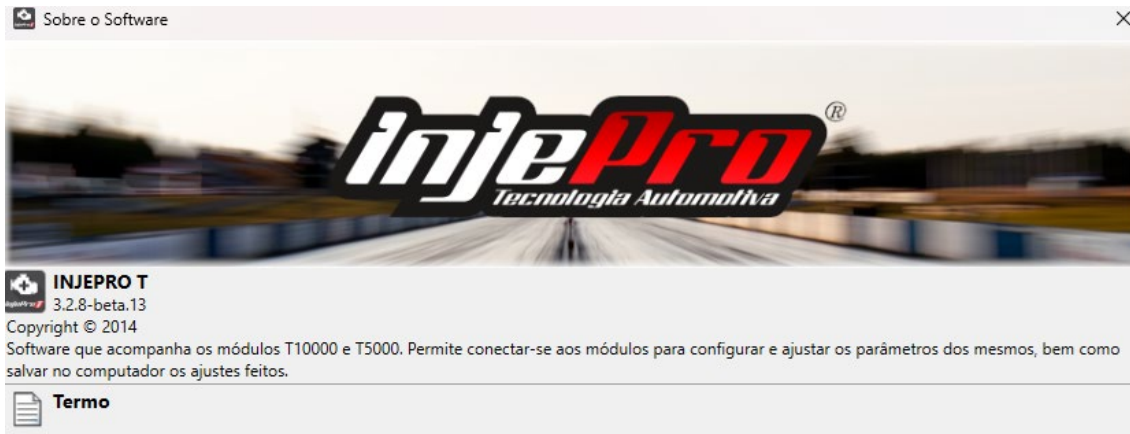 Sobre o Software
injePro
®
Tecnologia Automotiva
INJEPRO T
3.2.8-beta.13
Copyright © 2014
Software que acompanha os módulos T10000 e T5000. Permite conectar-se aos módulos para configurar e ajustar os parâmetros dos mesmos, bem como
salvar no computador os ajustes feitos.
Termo